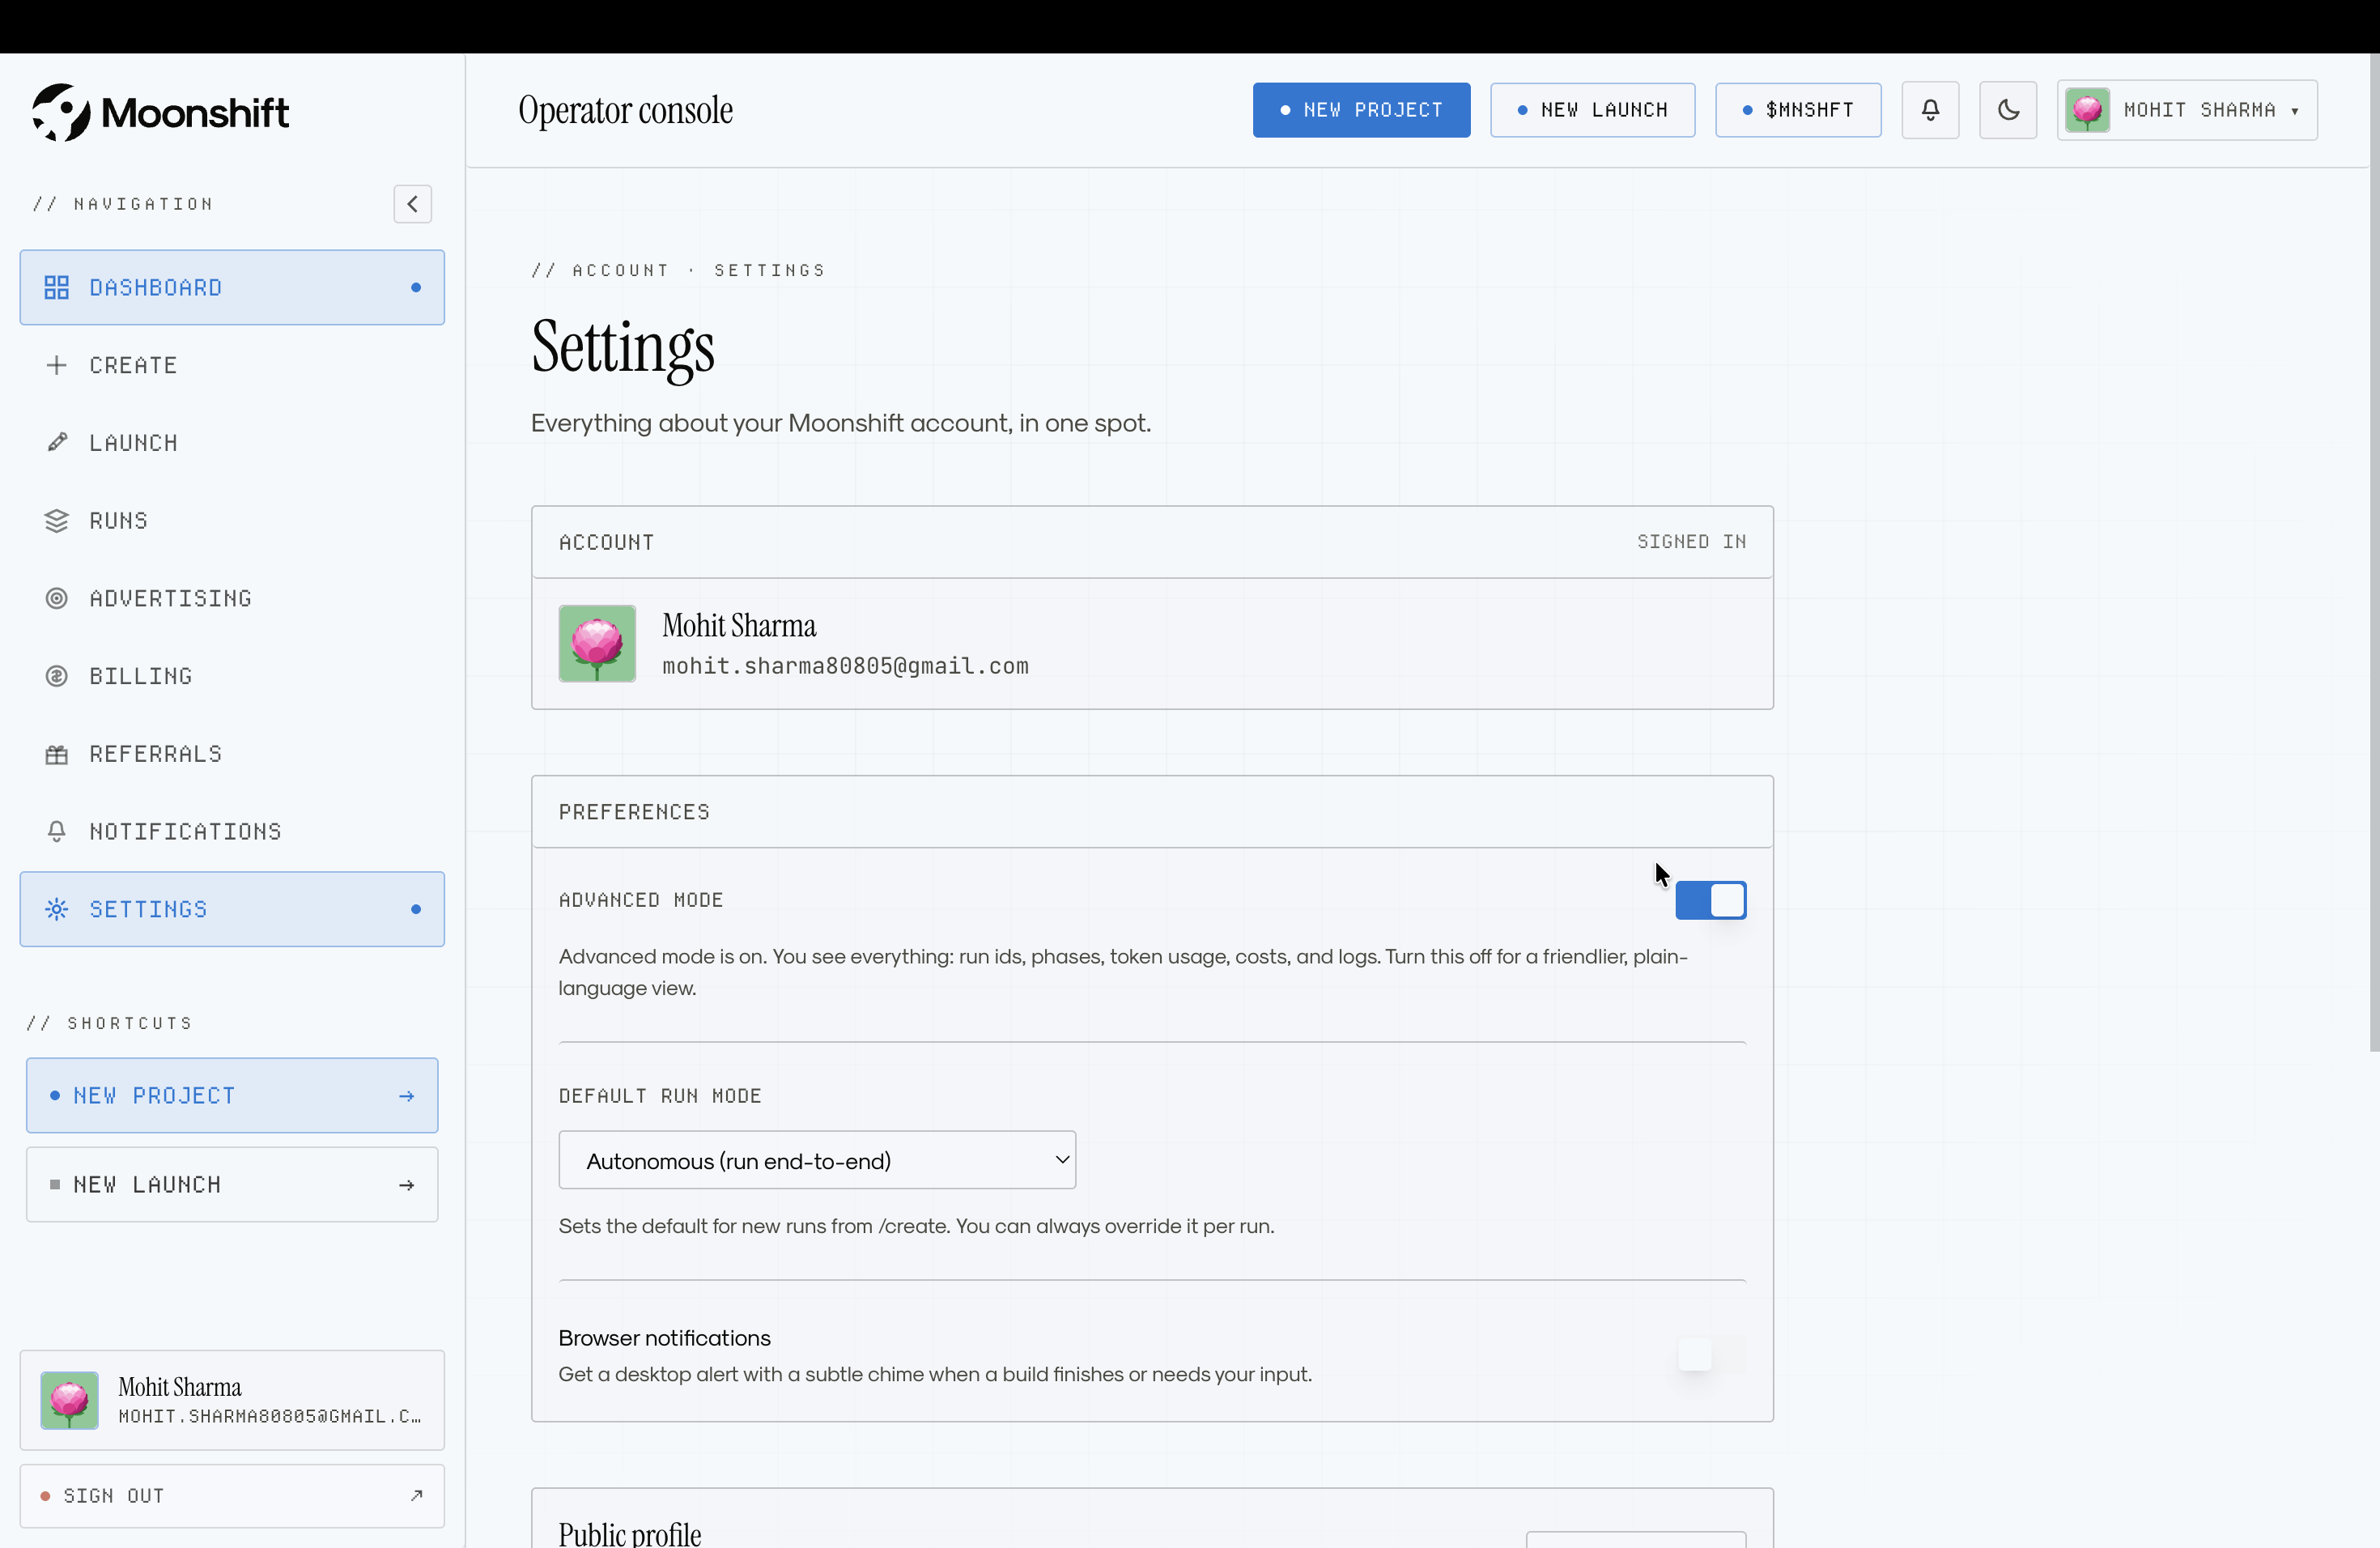 Moonshift
// NAVIGATION
DASHBOARD
CREATE
LAUNCH
RUNS
ADVERTISING
BILLING
REFERRALS
NOTIFICATIONS
SETTINGS
// SHORTCUTS
NEW PROJECT →
NEW LAUNCH →
Mohit Sharma
MOHIT.SHARMA80805@GMAIL.C…
SIGN OUT ↗
Operator console
NEW PROJECT
NEW LAUNCH
$MNSHFT
MOHIT SHARMA ▾
// ACCOUNT · SETTINGS
Settings
Everything about your Moonshift account, in one spot.
ACCOUNT
SIGNED IN
Mohit Sharma
mohit.sharma80805@gmail.com
PREFERENCES
ADVANCED MODE
Advanced mode is on. You see everything: run ids, phases, token usage, costs, and logs. Turn this off for a friendlier, plain-
language view.
DEFAULT RUN MODE
Autonomous (run end-to-end)
Sets the default for new runs from /create. You can always override it per run.
Browser notifications
Get a desktop alert with a subtle chime when a build finishes or needs your input.
Public profile